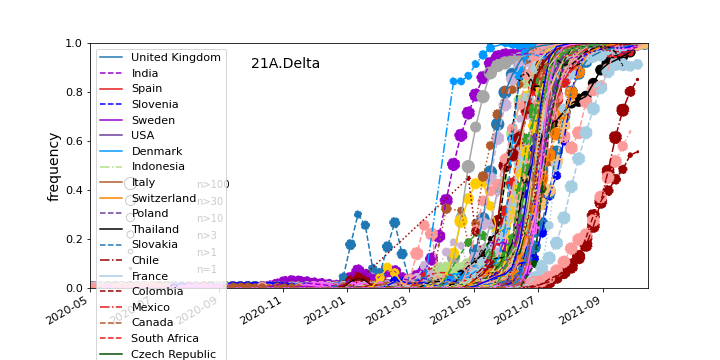 21A.Delta
frequency
1.0
0.8
0.6
0.4
0.2
0.0
United Kingdom
India
Spain
Slovenia
Sweden
USA
Denmark
Indonesia
Italy
Switzerland
Poland
Thailand
Slovakia
Chile
France
Colombia
Mexico
Canada
South Africa
Czech Republic
n>100
n>30
n>10
n>3
n>1
n=1
2020-05
2020-07
2020-09
2020-11
2021-01
2021-03
2021-05
2021-07
2021-09